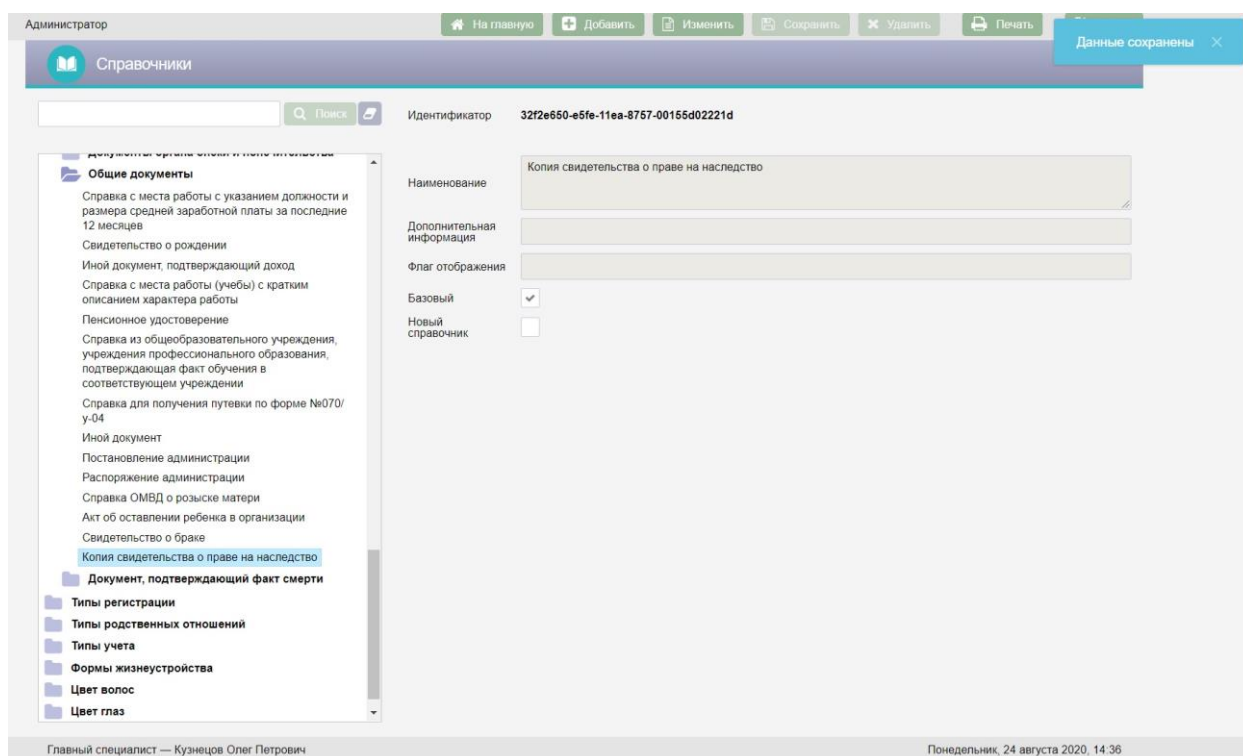 Администратор
На главную
Добавить
Изменить
Сохранить
Удалить
Печать
Данные сохранены
Справочники
Поиск
Идентификатор 32f2e650-e5fe-11ea-8757-00155d02221d
Общие документы
Справка с места работы с указанием должности и
размера средней заработной платы за последние
12 месяцев
Свидетельство о рождении
Иной документ, подтверждающий доход
Справка с места работы (учебы) с кратким
описанием характера работы
Пенсионное удостоверение
Справка из общеобразовательного учреждения,
учреждения профессионального образования,
подтверждающая факт обучения в
соответствующем учреждении
Справка для получения путевки по форме №070/
у-04
Иной документ
Постановление администрации
Распоряжение администрации
Справка ОМВД о розыске матери
Акт об оставлении ребенка в организации
Свидетельство о браке
Копия свидетельства о праве на наследство
Документ, подтверждающий факт смерти
Типы регистрации
Типы родственных отношений
Типы учета
Формы жизнеустройства
Цвет волос
Цвет глаз
Наименование
Копия свидетельства о праве на наследство
Дополнительная
информация
Флаг отображения
Базовый
Новый
справочник
Главный специалист — Кузнецов Олег Петрович
Понедельник, 24 августа 2020, 14:36